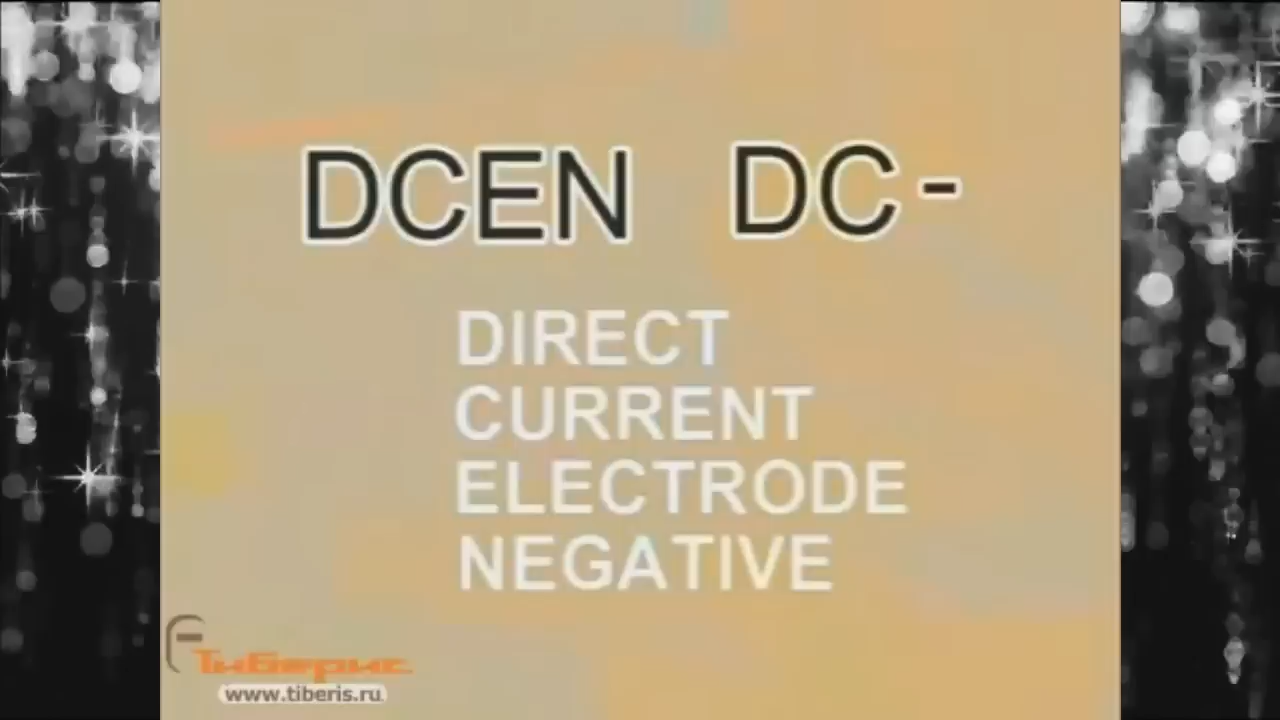 DCEN DC-
DIRECT
CURRENT
ELECTRODE
NEGATIVE
Тиберис
www.tiberis.ru